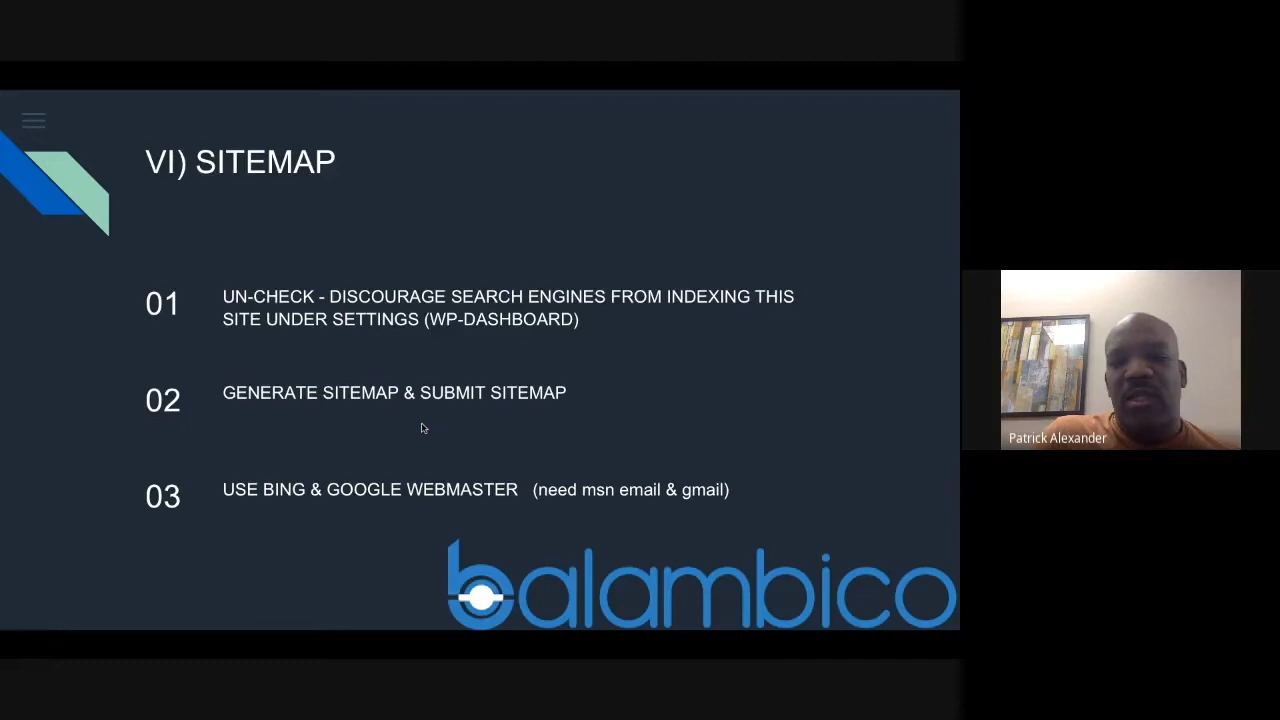 VI) SITEMAP
01
UN-CHECK - DISCOURAGE SEARCH ENGINES FROM INDEXING THIS
SITE UNDER SETTINGS (WP-DASHBOARD)
02
GENERATE SITEMAP & SUBMIT SITEMAP
03
USE BING & GOOGLE WEBMASTER (need msn email & gmail)
balambico
Patrick Alexander